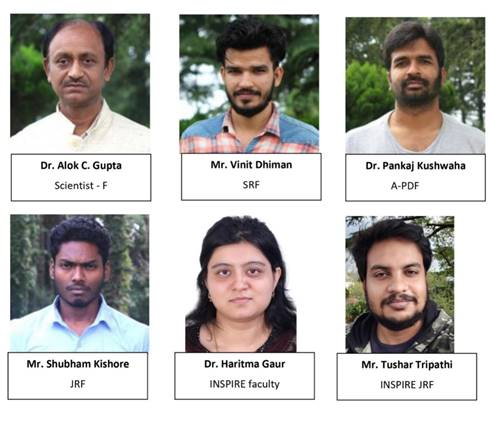 Dr. Alok C. Gupta
Scientist - F
Mr. Vinit Dhiman
SRF
Dr. Pankaj Kushwaha
A-PDF
Mr. Shubham Kishore
JRF
Dr. Haritma Gaur
INSPIRE faculty
Mr. Tushar Tripathi
INSPIRE JRF